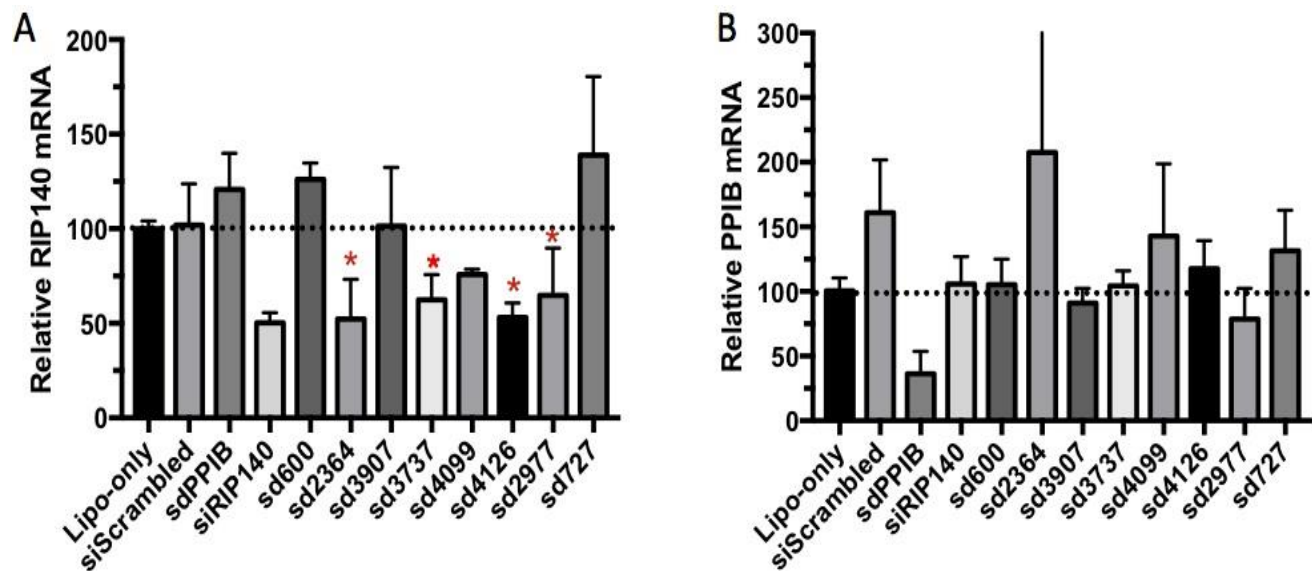 A
Relative RIP140 mRNA
200
150
100
50
0
*
*
*
*
Lipo-only
siScrambled
sdPPIB
siRIP140
sd600
sd2364
sd3907
sd3737
sd4099
sd4126
sd2977
sd727
B
Relative PPIB mRNA
300
250
200
150
100
50
0
Lipo-only
siScrambled
sdPPIB
siRIP140
sd600
sd2364
sd3907
sd3737
sd4099
sd4126
sd2977
sd727